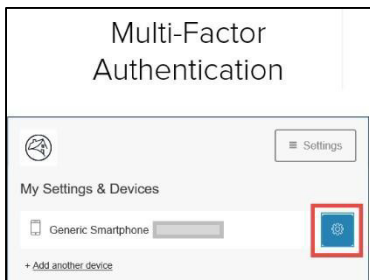 Multi-Factor
Authentication
Settings
My Settings & Devices
Generic Smartphone
+ Add another device